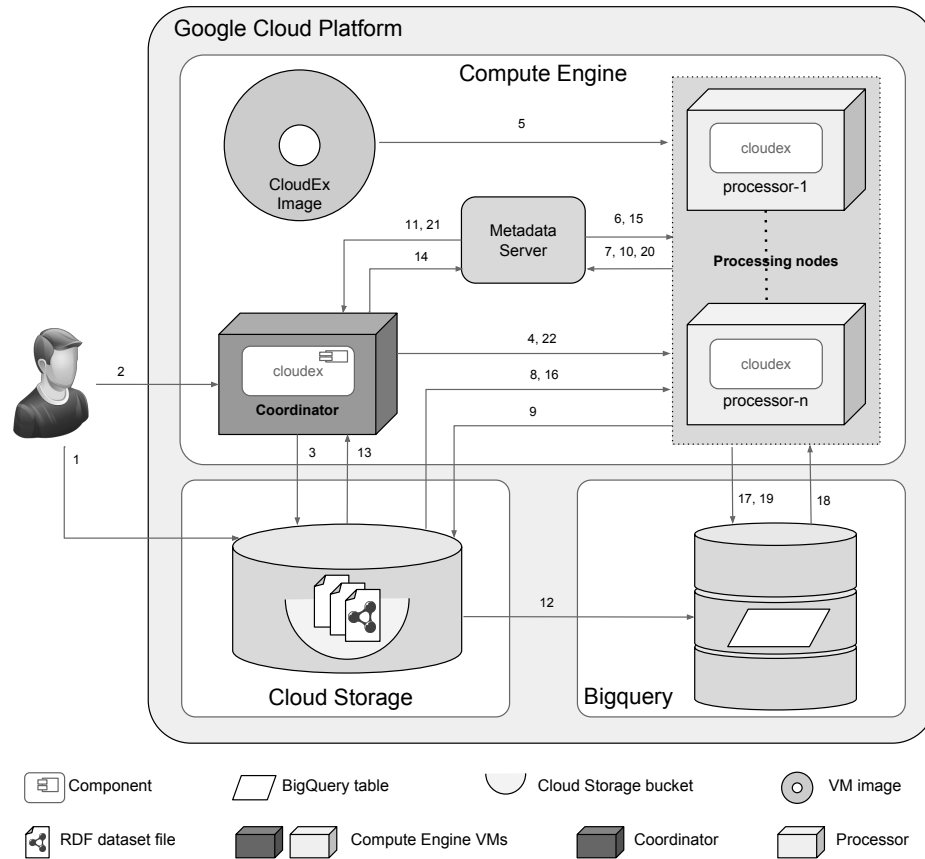 Google Cloud Platform
Compute Engine
5
cloudex
processor-1
CloudEx
Image
11, 21
14
Metadata
Server
6, 15
7, 10, 20
Processing nodes
2
cloudex
Coordinator
4, 22
8, 16
9
cloudex
processor-n
1
3
13
17, 19
18
12
Cloud Storage
Bigquery
Component
BigQuery table
Cloud Storage bucket
VM image
RDF dataset file
Compute Engine VMs
Coordinator
Processor